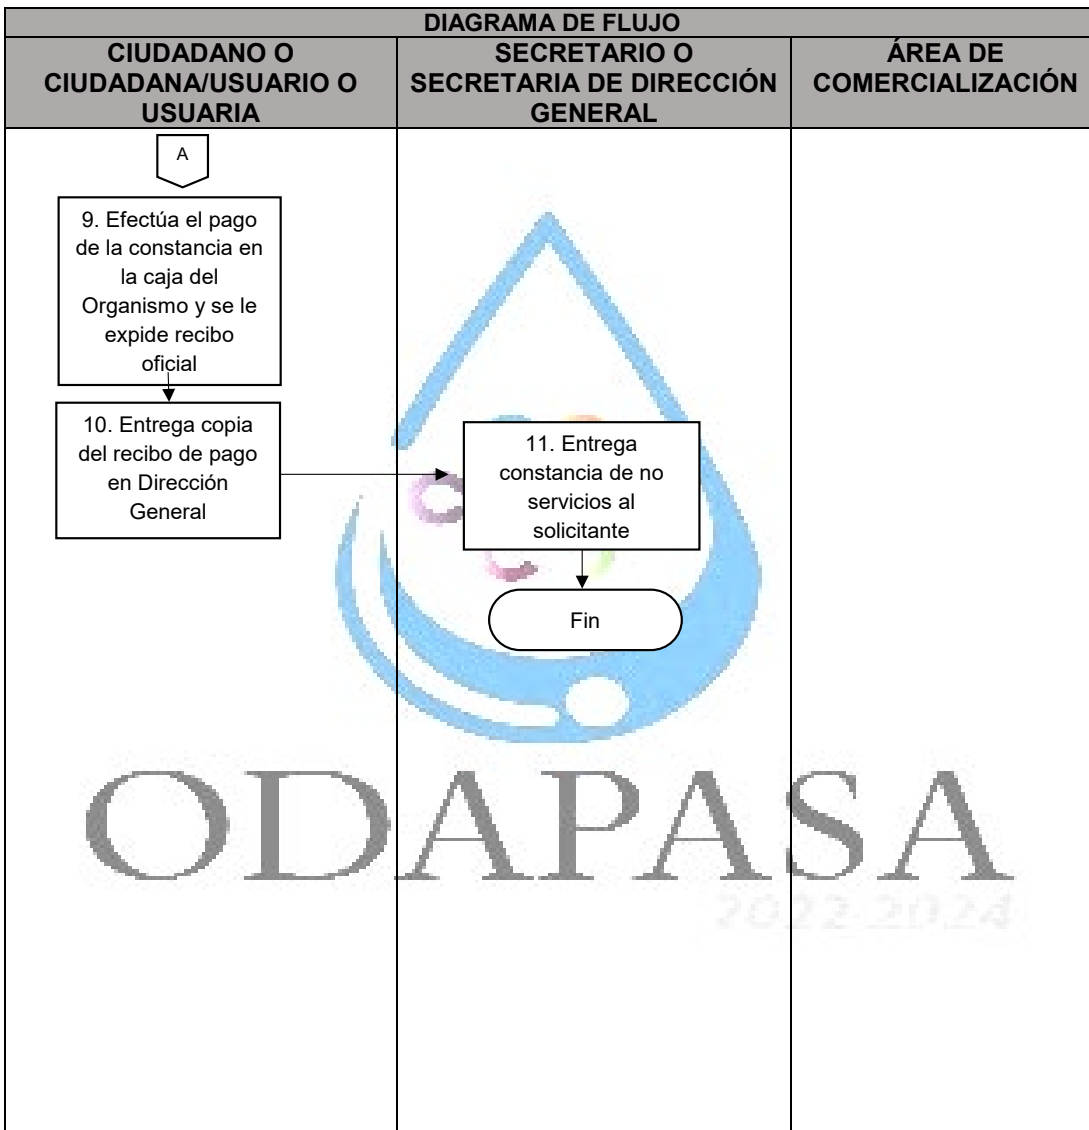 DIAGRAMA DE FLUJO
CIUDADANO O
CIUDADANA/USUARIO O
USUARIA
SECRETARIO O
SECRETARIA DE DIRECCIÓN
GENERAL
ÁREA DE
COMERCIALIZACIÓN
A
9. Efectúa el pago
de la constancia en
la caja del
Organismo y se le
expide recibo
oficial
10. Entrega copia
del recibo de pago
en Dirección
General
11. Entrega
constancia de no
servicios al
solicitante
Fin
ODAPASA
2022-2024